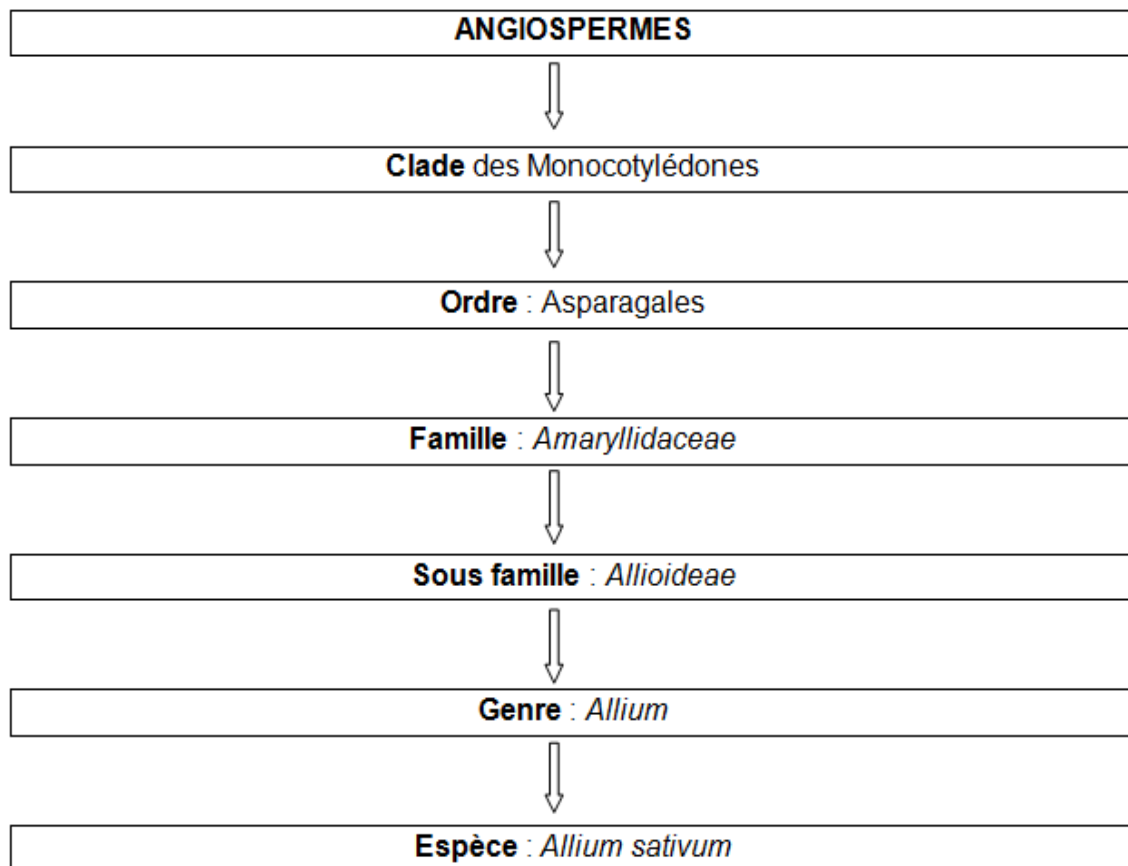 ANGIOSPERMES
Clade des Monocotylédones
Ordre : Asparagales
Famille : Amaryllidaceae
Sous famille : Allioideae
Genre : Allium
Espèce : Allium sativum